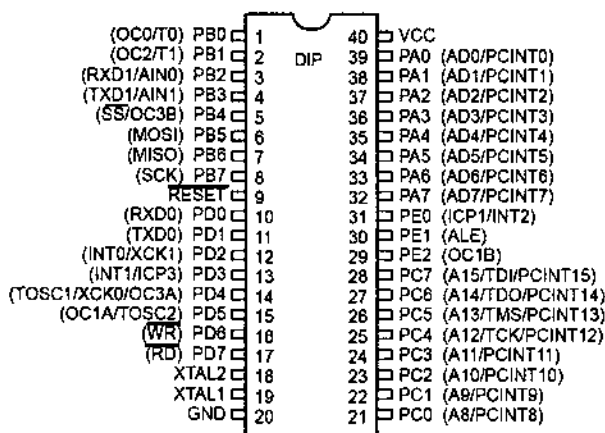 (OC0/T0) PB0 1 40 VCC
(OC2/T1) PB1 2 DIP 39 PA0 (AD0/PCINT0)
(RXD1/AIN0) PB2 3 38 PA1 (AD1/PCINT1)
(TXD1/AIN1) PB3 4 37 PA2 (AD2/PCINT2)
(SS/OC3B) PB4 5 36 PA3 (AD3/PCINT3)
(MOSI) PB5 6 35 PA4 (AD4/PCINT4)
(MISO) PB6 7 34 PA5 (AD5/PCINT5)
(SCK) PB7 8 33 PA6 (AD6/PCINT6)
RESET 9 32 PA7 (AD7/PCINT7)
(RXD0) PD0 10 31 PE0 (ICP1/INT2)
(TXD0) PD1 11 30 PE1 (ALE)
(INT0/XCK1) PD2 12 29 PE2 (OC1B)
(INT1/ICP3) PD3 13 28 PC7 (A15/TDI/PCINT15)
(TOSC1/XCK0/OC3A) PD4 14 27 PC6 (A14/TDO/PCINT14)
(OC1A/TOSC2) PD5 15 26 PC5 (A13/TMS/PCINT13)
(WR) PD6 16 25 PC4 (A12/TCK/PCINT12)
(RD) PD7 17 24 PC3 (A11/PCINT11)
XTAL2 18 23 PC2 (A10/PCINT10)
XTAL1 19 22 PC1 (A9/PCINT9)
GND 20 21 PC0 (A8/PCINT8)